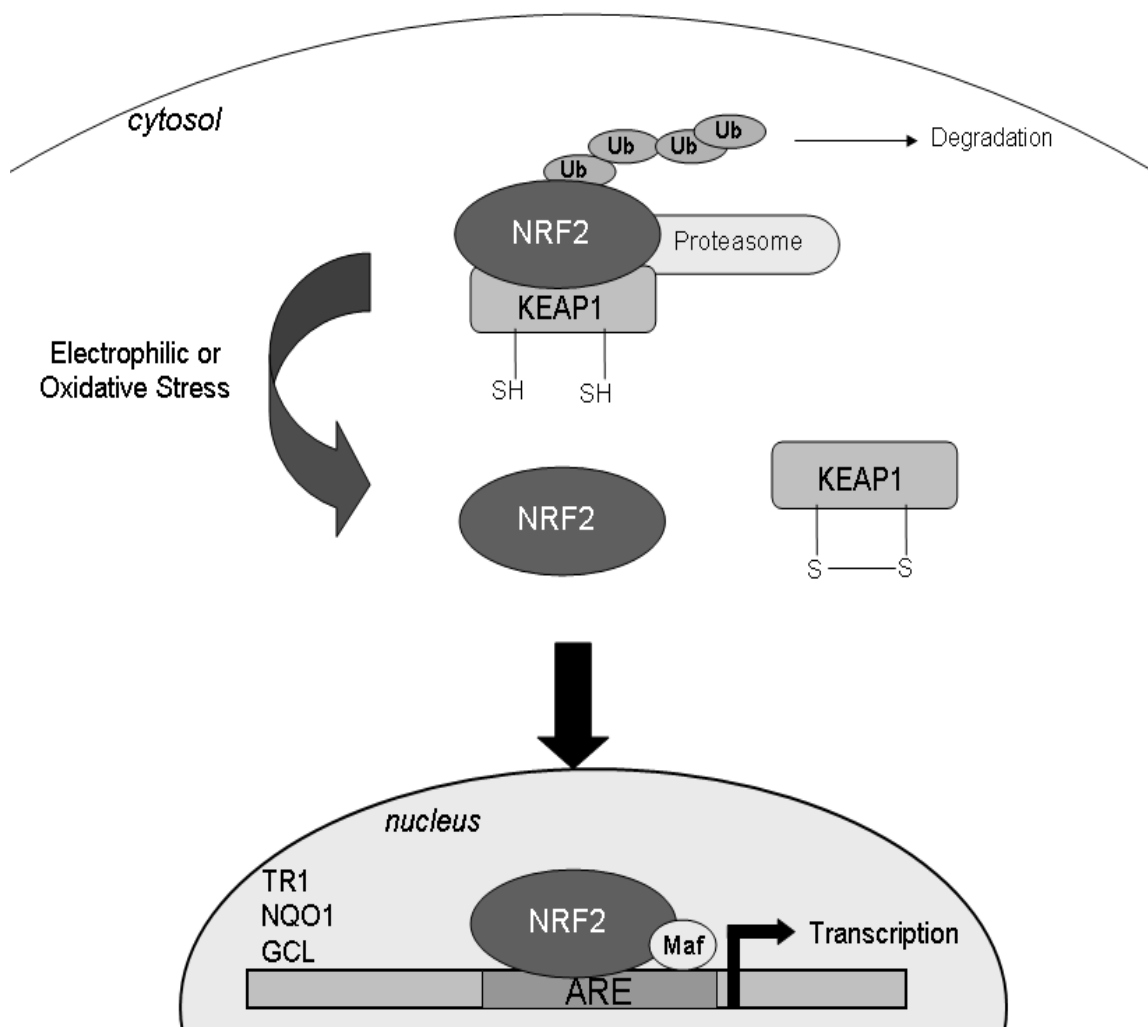 cytosol
Ub
Ub
Ub
Ub
Degradation
NRF2
Proteasome
KEAP1
SH
SH
Electrophilic or
Oxidative Stress
NRF2
KEAP1
S
S
nucleus
TR1
NQO1
GCL
NRF2
Maf
Transcription
ARE